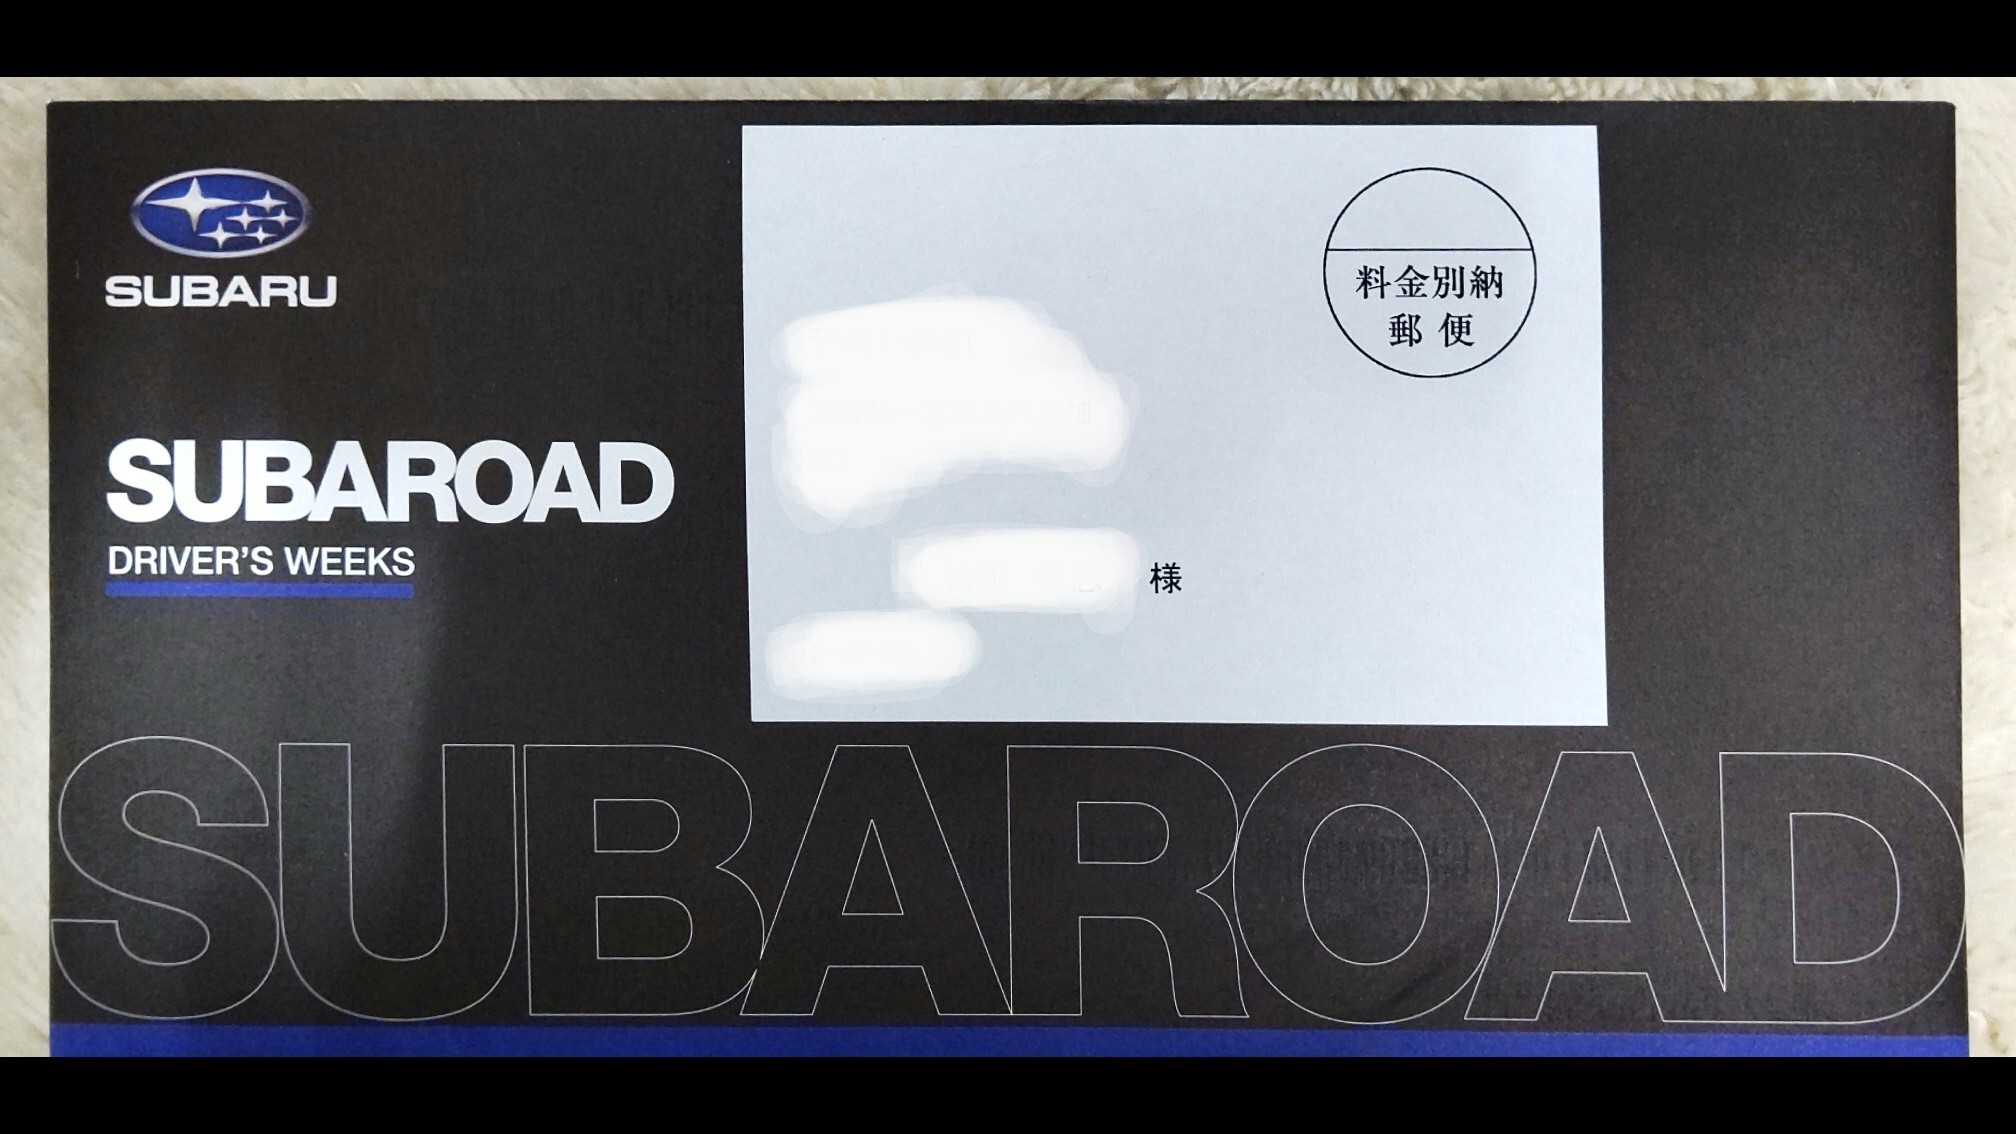 SUBARU
SUBAROAD
DRIVER'S WEEKS
料金別納
郵便
様
SUBAROAD